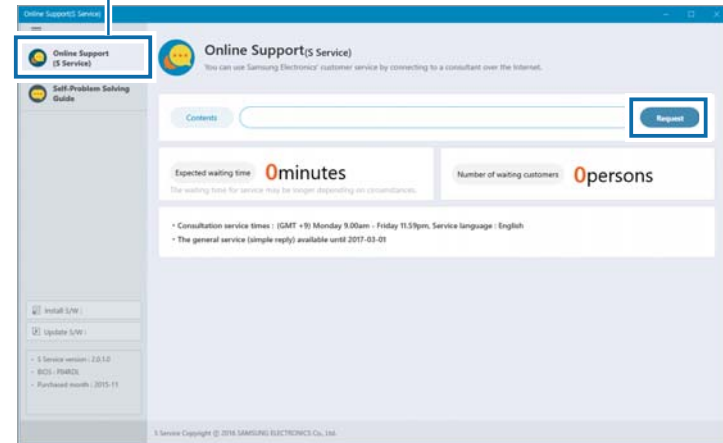 Online Support(S Service)
Online Support
(S Service)
Self-Problem Solving
Guide
Online Support(S Service)
You can use Samsung Electronics' customer service by connecting to a consultant over the Internet.
Contents
Request
Expected waiting time 0minutes
The waiting time for service may be longer depending on circumstances.
Number of waiting customers 0persons
• Consultation service times : (GMT +9) Monday 9.00am - Friday 11.59pm, Service language : English
• The general service (simple reply) available until 2017-03-01
Install S/W :
Update S/W :
- S Service version : 2.0.1.0
- BIOS :
- Purchased month : 2015-11
S Service Copyright © 2016 SAMSUNG ELECTRONICS Co., Ltd.